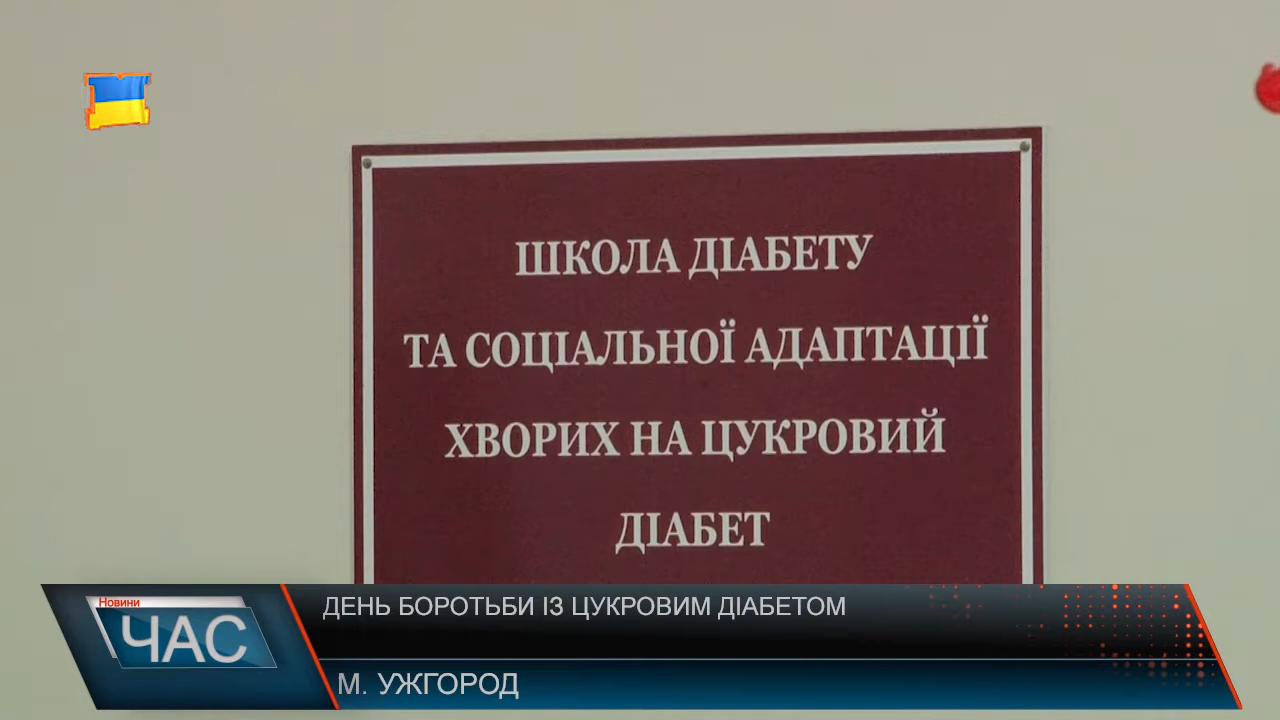 ШКОЛА ДІАБЕТУ
ТА СОЦІАЛЬНОЇ АДАПТАЦІЇ
ХВОРИХ НА ЦУКРОВИЙ
ДІАБЕТ
Новини
ЧАС
ДЕНЬ БОРОТЬБИ ІЗ ЦУКРОВИМ ДІАБЕТОМ
М. УЖГОРОД